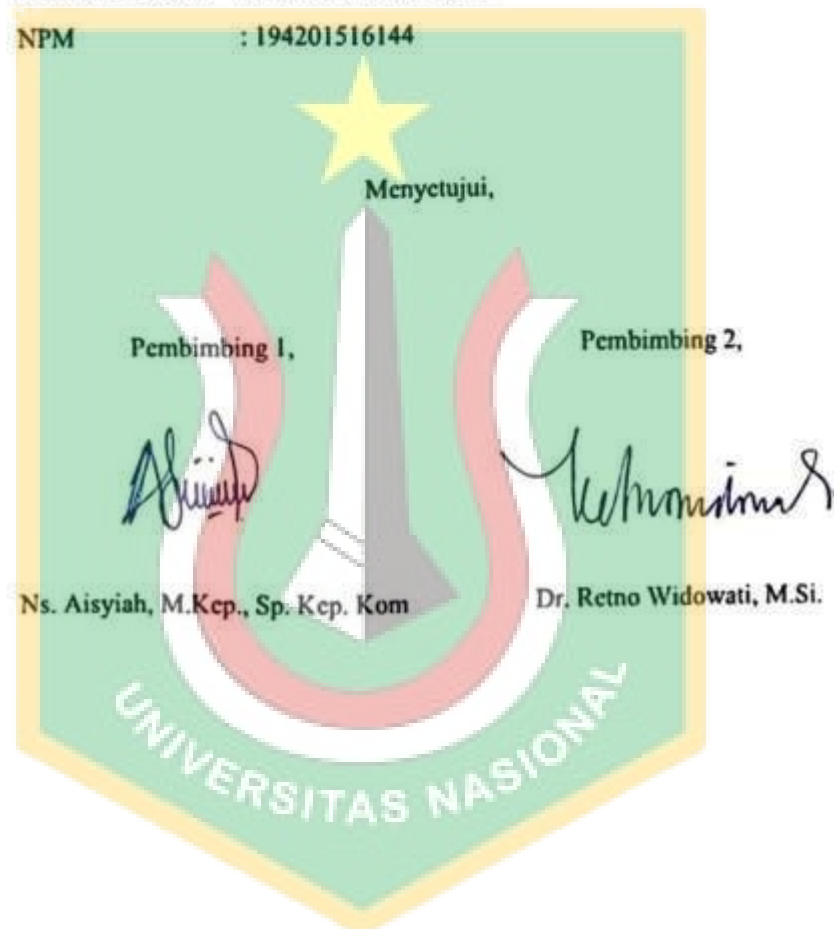 NPM : 194201516144
Menyetujui,
Pembimbing 1,
Pembimbing 2,
Ns. Aisyiah, M.Kep., Sp. Kep. Kom
Dr. Retno Widowati, M.Si.
UNIVERSITAS NASIONAL